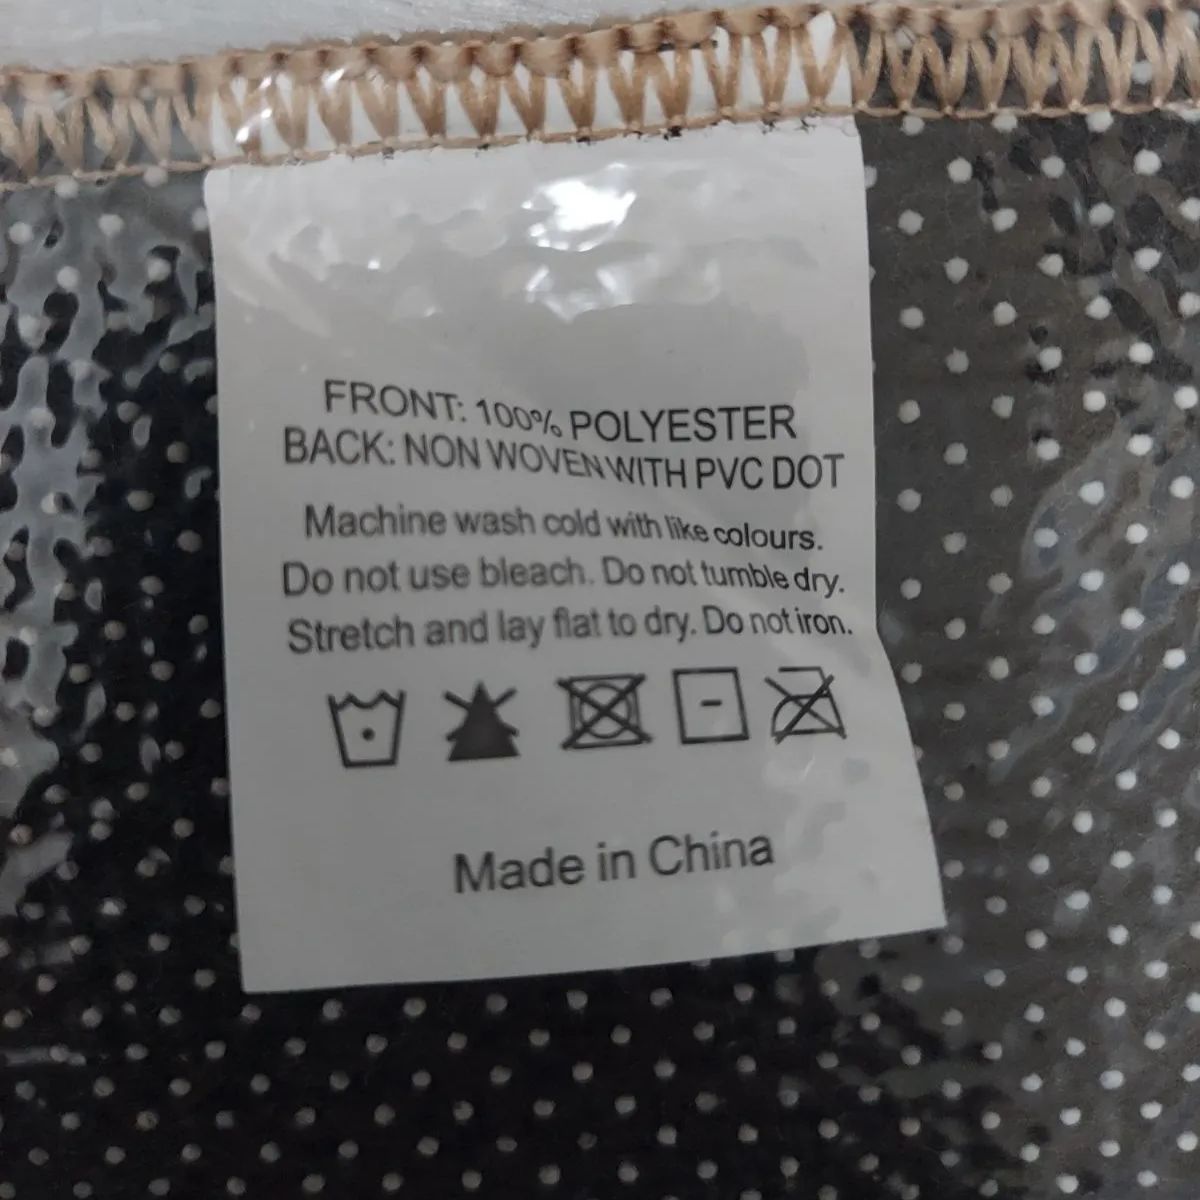 FRONT: 100% POLYESTER
BACK: NON WOVEN WITH PVC DOT
Machine wash cold with like colours.
Do not use bleach. Do not tumble dry.
Stretch and lay flat to dry. Do not iron.
Made in China